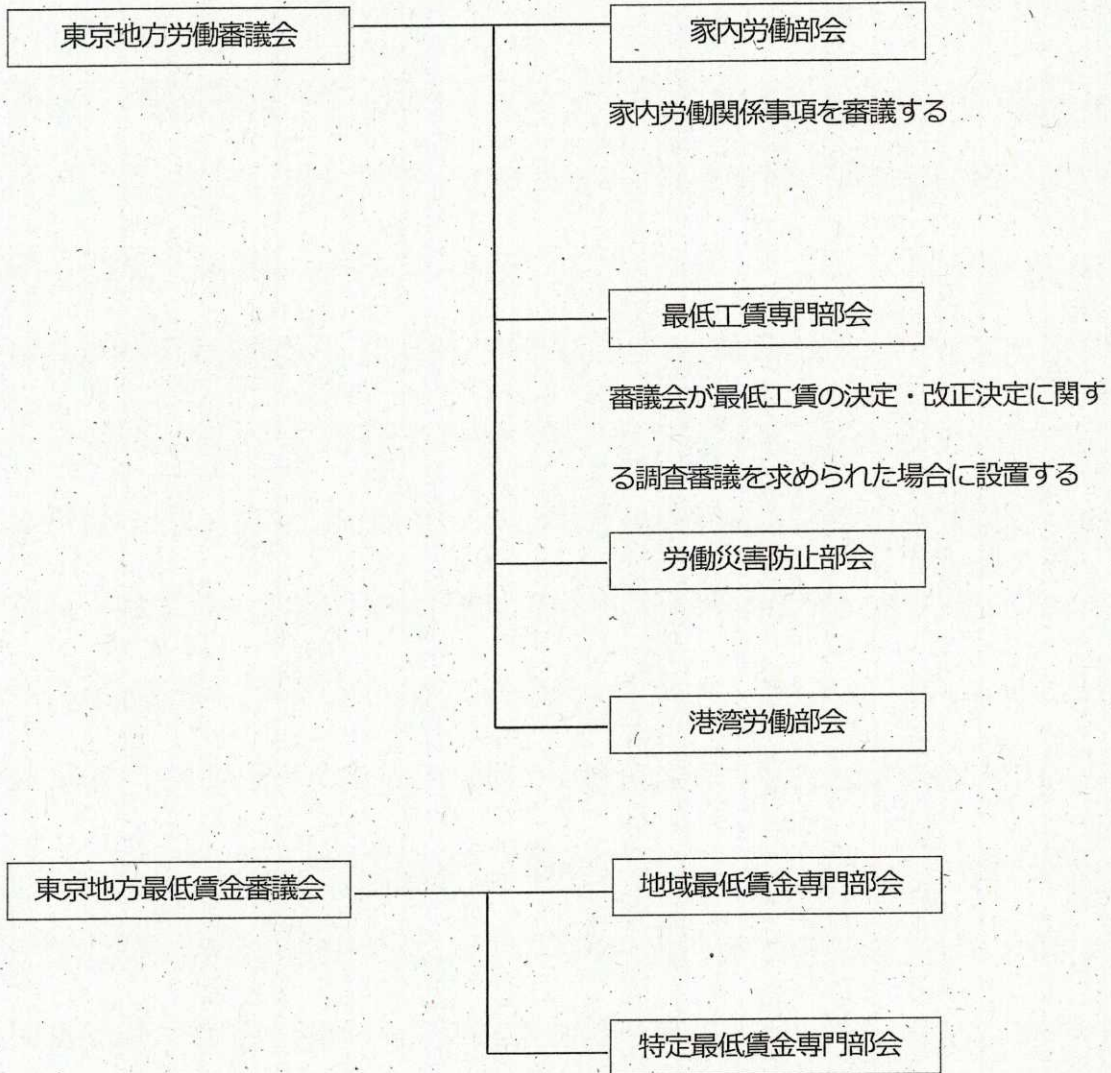 東京地方労働審議会
家内労働部会
家内労働関係事項を審議する
最低工賃専門部会
審議会が最低工賃の決定・改正決定に関す
る調査審議を求められた場合に設置する
労働災害防止部会
港湾労働部会
東京地方最低賃金審議会
地域最低賃金専門部会
特定最低賃金専門部会